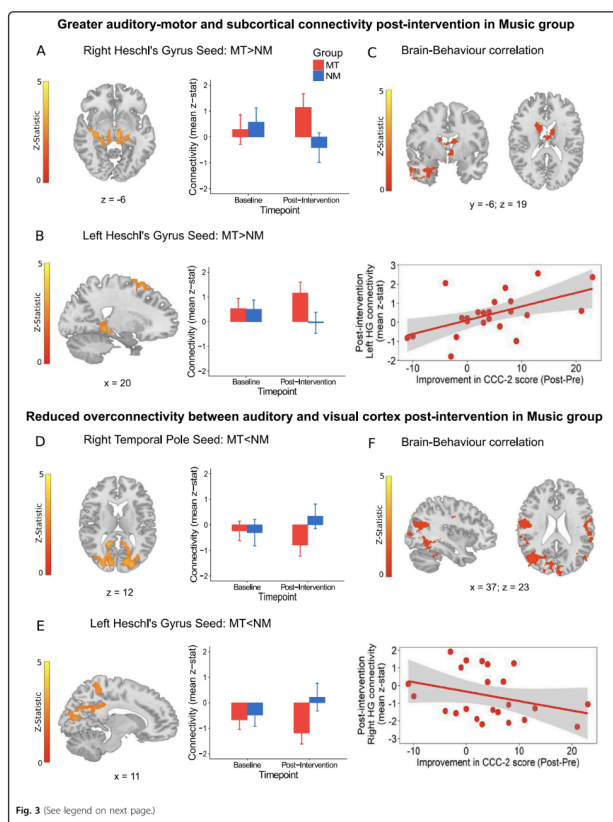 Greater auditory-motor and subcortical connectivity post-intervention in Music group
A
Right Heschl's Gyrus Seed: MT>NM
Group
MT
NM
5
Z-Statistic
0
z = -6
Connectivity (mean z-stat)
2
1
0
-1
-2
Baseline
Post-Intervention
Timepoint
C
Brain-Behaviour correlation
5
Z-Statistic
0
y = -6; z = 19
B
Left Heschl's Gyrus Seed: MT>NM
5
Z-Statistic
0
x = 20
Connectivity (mean z-stat)
2
1
0
-1
-2
Baseline
Post-Intervention
Timepoint
Post-intervention
Left HG connectivity
(mean z-stat)
3
2
1
0
-1
-2
-10
0
10
20
Improvement in CCC-2 score (Post-Pre)
Reduced overconnectivity between auditory and visual cortex post-intervention in Music group
D
Right Temporal Pole Seed: MT<NM
5
Z-Statistic
0
z = 12
Connectivity (mean z-stat)
2
1
0
-1
-2
Baseline
Post-Intervention
Timepoint
F
Brain-Behaviour correlation
5
Z-Statistic
0
x = 37; z = 23
E
Left Heschl's Gyrus Seed: MT<NM
5
Z-Statistic
0
x = 11
Connectivity (mean z-stat)
2
1
0
-1
-2
Baseline
Post-Intervention
Timepoint
Post-intervention
Right HG connectivity
(mean z-stat)
2
1
0
-1
-2
-3
-10
0
10
20
Improvement in CCC-2 score (Post-Pre)
Fig. 3 (See legend on next page.)